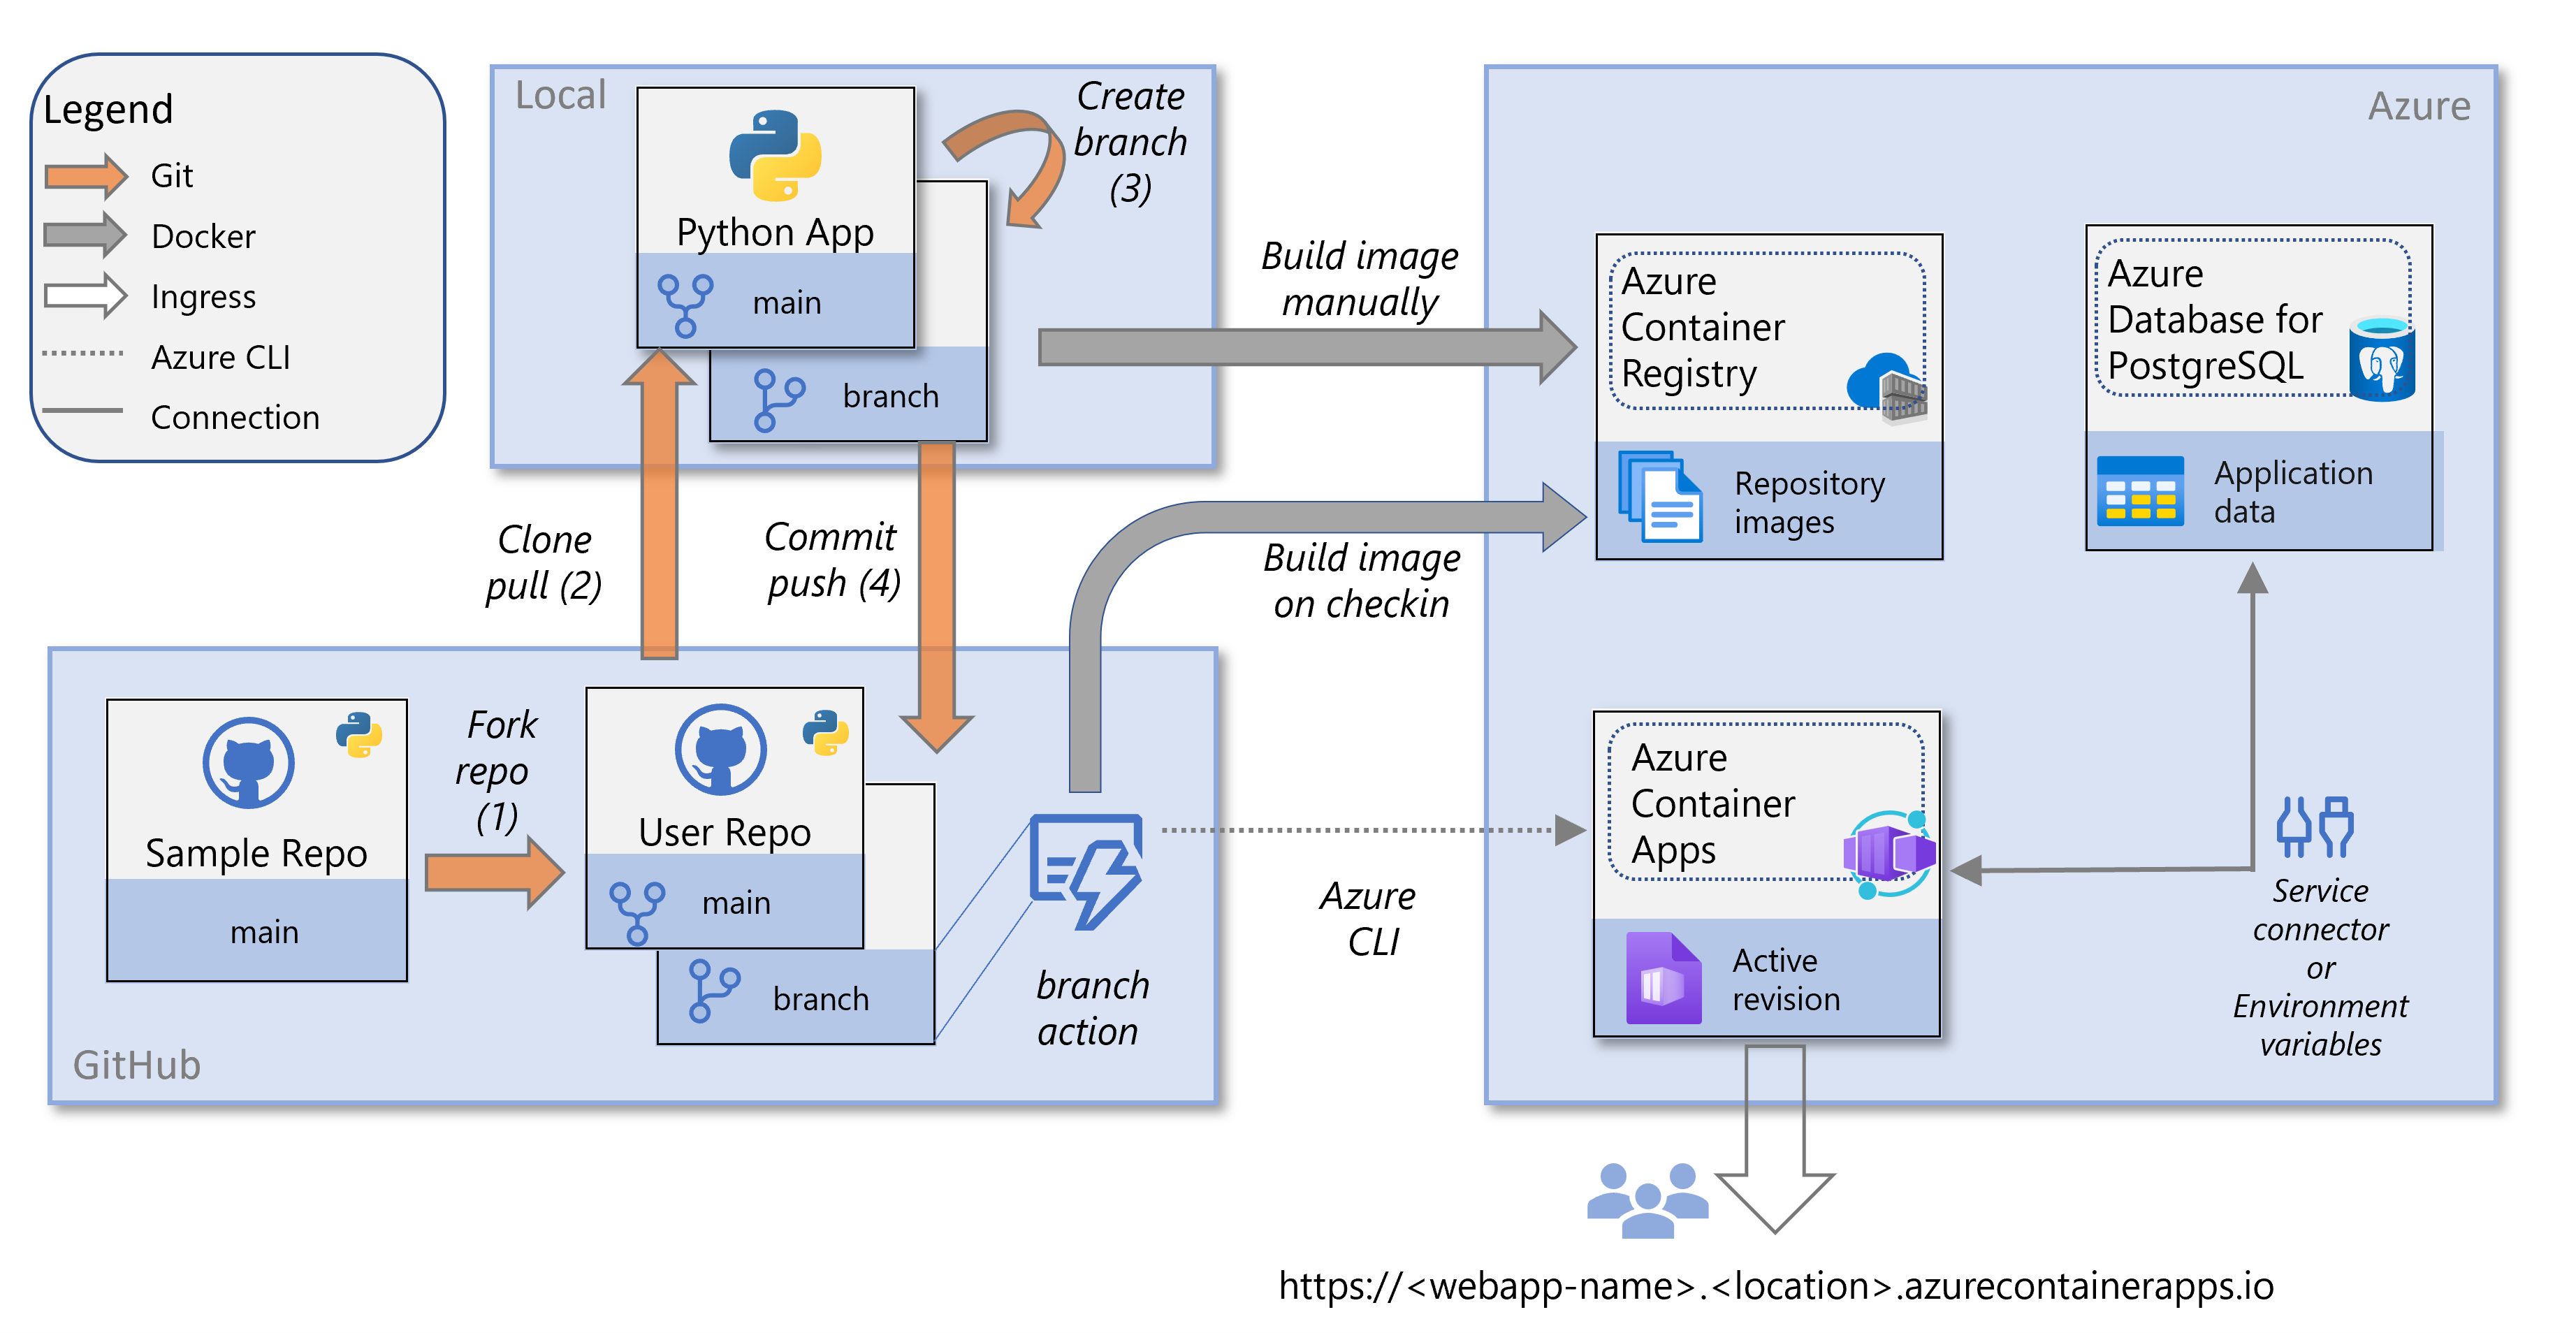 Legend
Git
Docker
Ingress
Azure CLI
Connection
Local
Python App
main
branch
Create
branch
(3)
Clone
pull (2)
Commit
push (4)
Build image
manually
Build image
on checkin
GitHub
Sample Repo
main
Fork
repo
(1)
User Repo
main
branch
branch
action
Azure
CLI
Azure
Azure
Container
Registry
Repository
images
Azure
Database for
PostgreSQL
Application
data
Azure
Container
Apps
Active
revision
Service
connector
or
Environment
variables
https://<webapp-name>.<location>.azurecontainerapps.io